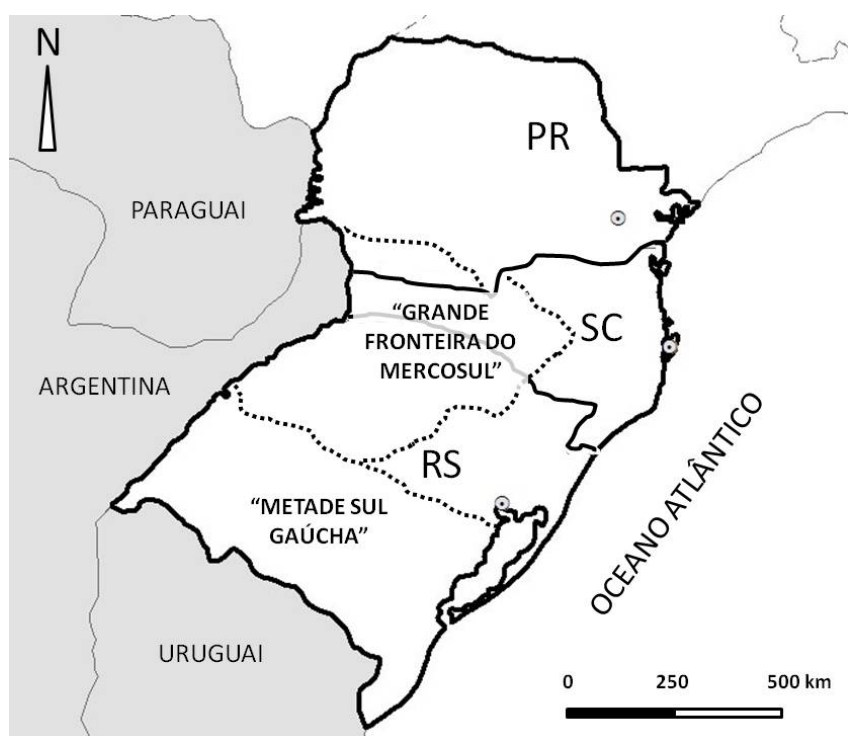 N
PR
PARAGUAI
"GRANDE
FRONTEIRA DO
MERCOSUL"
SC
ARGENTINA
RS
"METADE SUL
GAÚCHA"
OCEANO ATLÂNTICO
URUGUAI
0 250 500 km